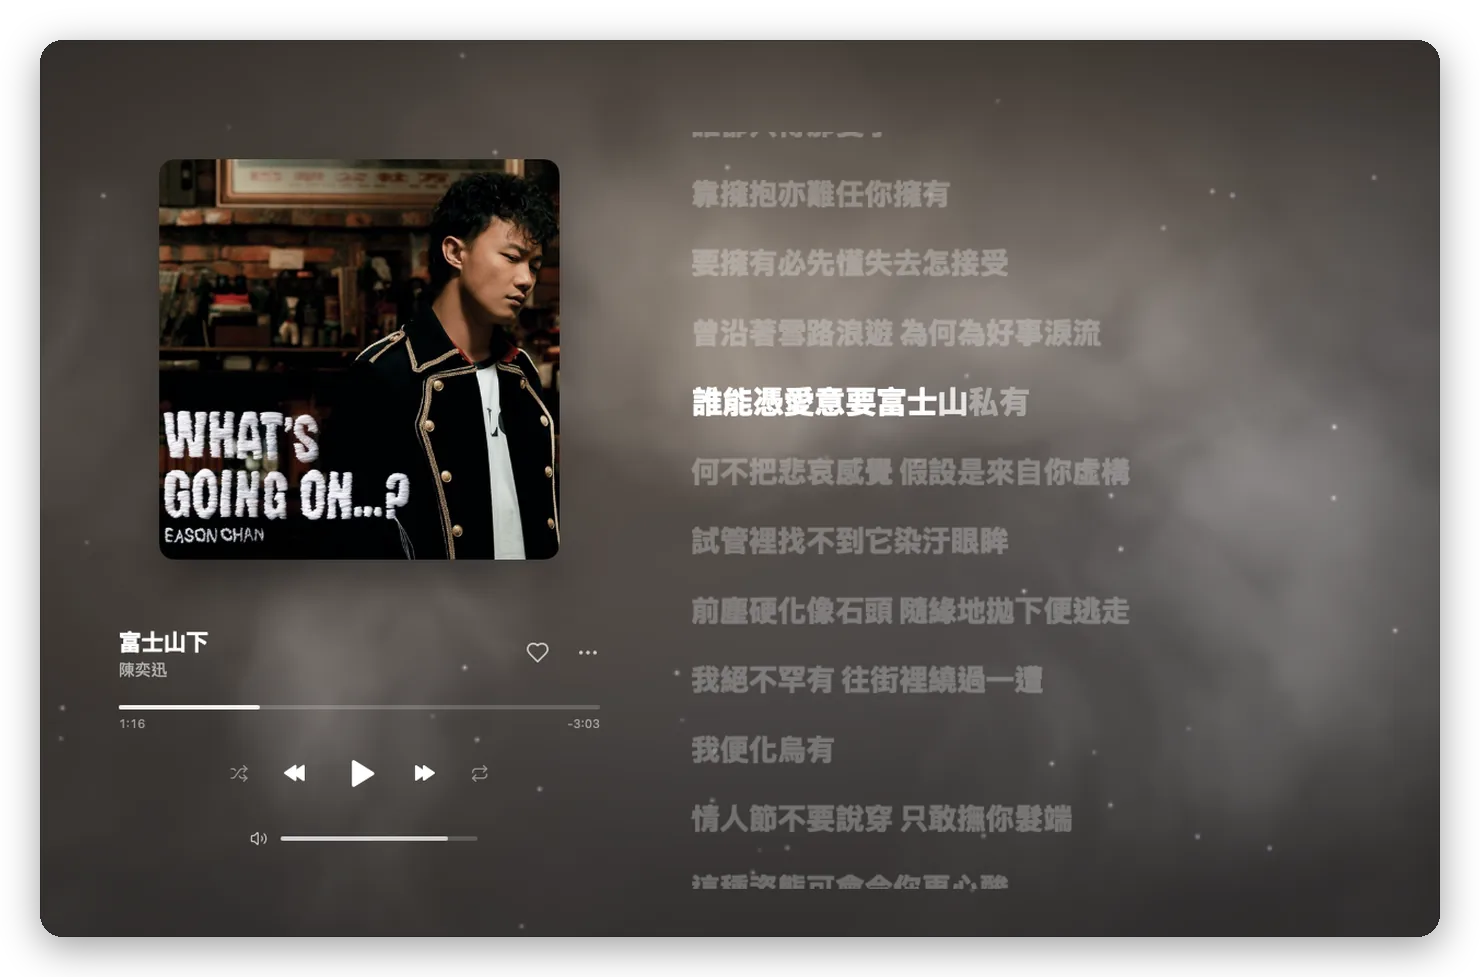 WHAT'S
GOING ON...?
EASON CHAN
富士山下
陳奕迅
1:16
-3:03
靠擁抱亦難任你擁有
要擁有必先懂失去怎接受
曾沿著雪路浪遊 為何為好事淚流
誰能憑愛意要富士山私有
何不把悲哀感覺 假設是來自你虛構
試管裡找不到它染汙眼眸
前塵硬化像石頭 隨緣地拋下便逃走
我絕不罕有 往街裡繞過一遭
我便化烏有
情人節不要說穿 只敢撫你髮端